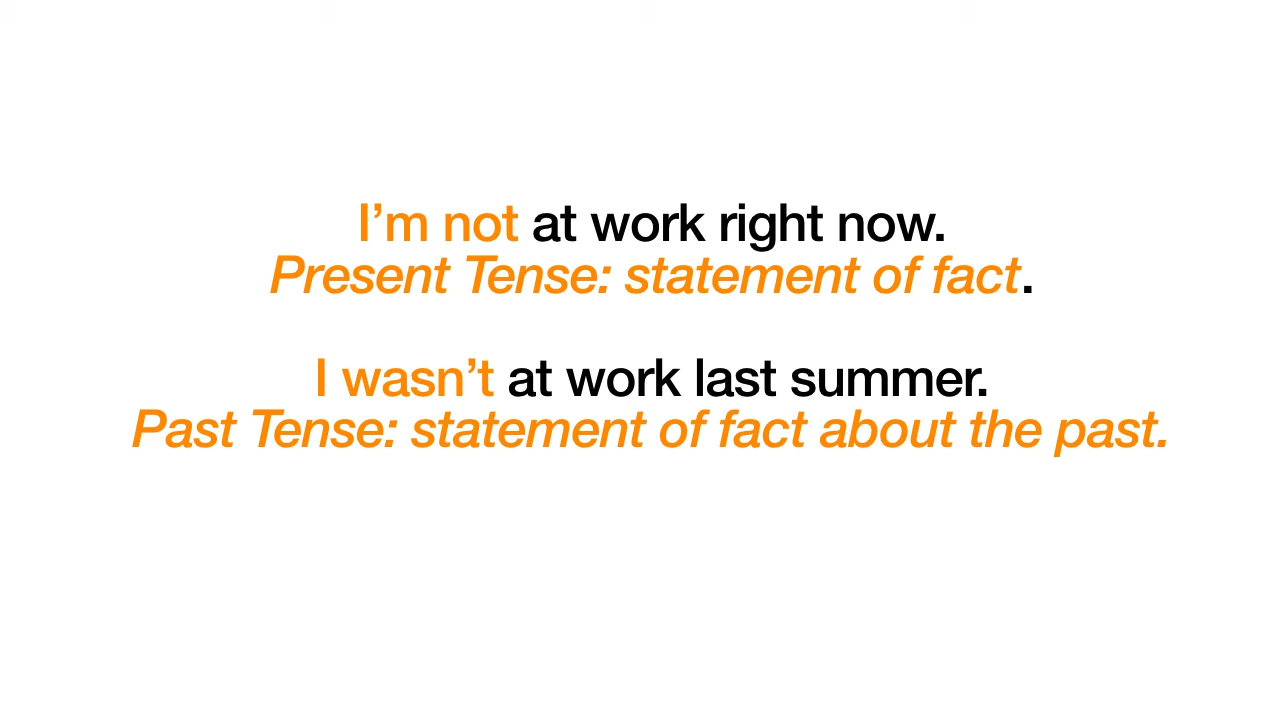 I’m not at work right now.
Present Tense: statement of fact.
I wasn’t at work last summer.
Past Tense: statement of fact about the past.